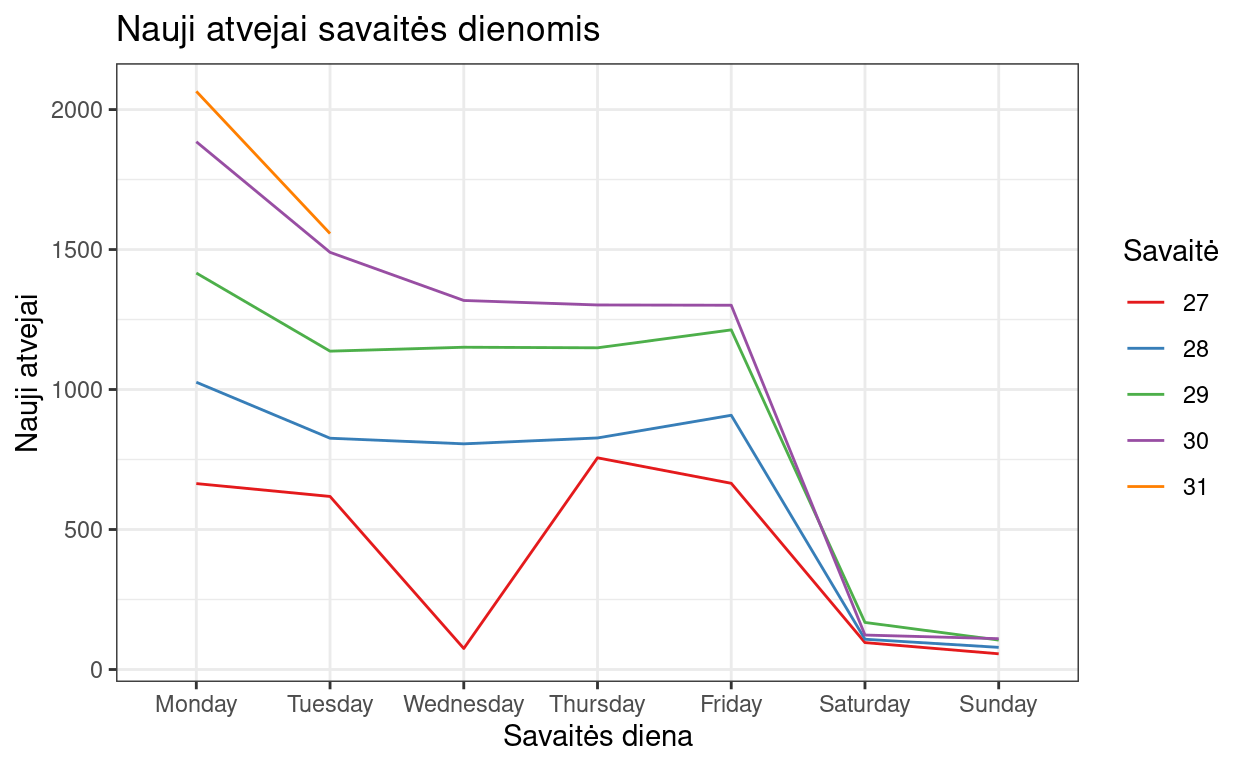 Nauji atvejai savaitės dienomis
Nauji atvejai
2000
1500
1000
500
0
Monday Tuesday Wednesday Thursday Friday Saturday Sunday
Savaitės diena
Savaitė
27
28
29
30
31